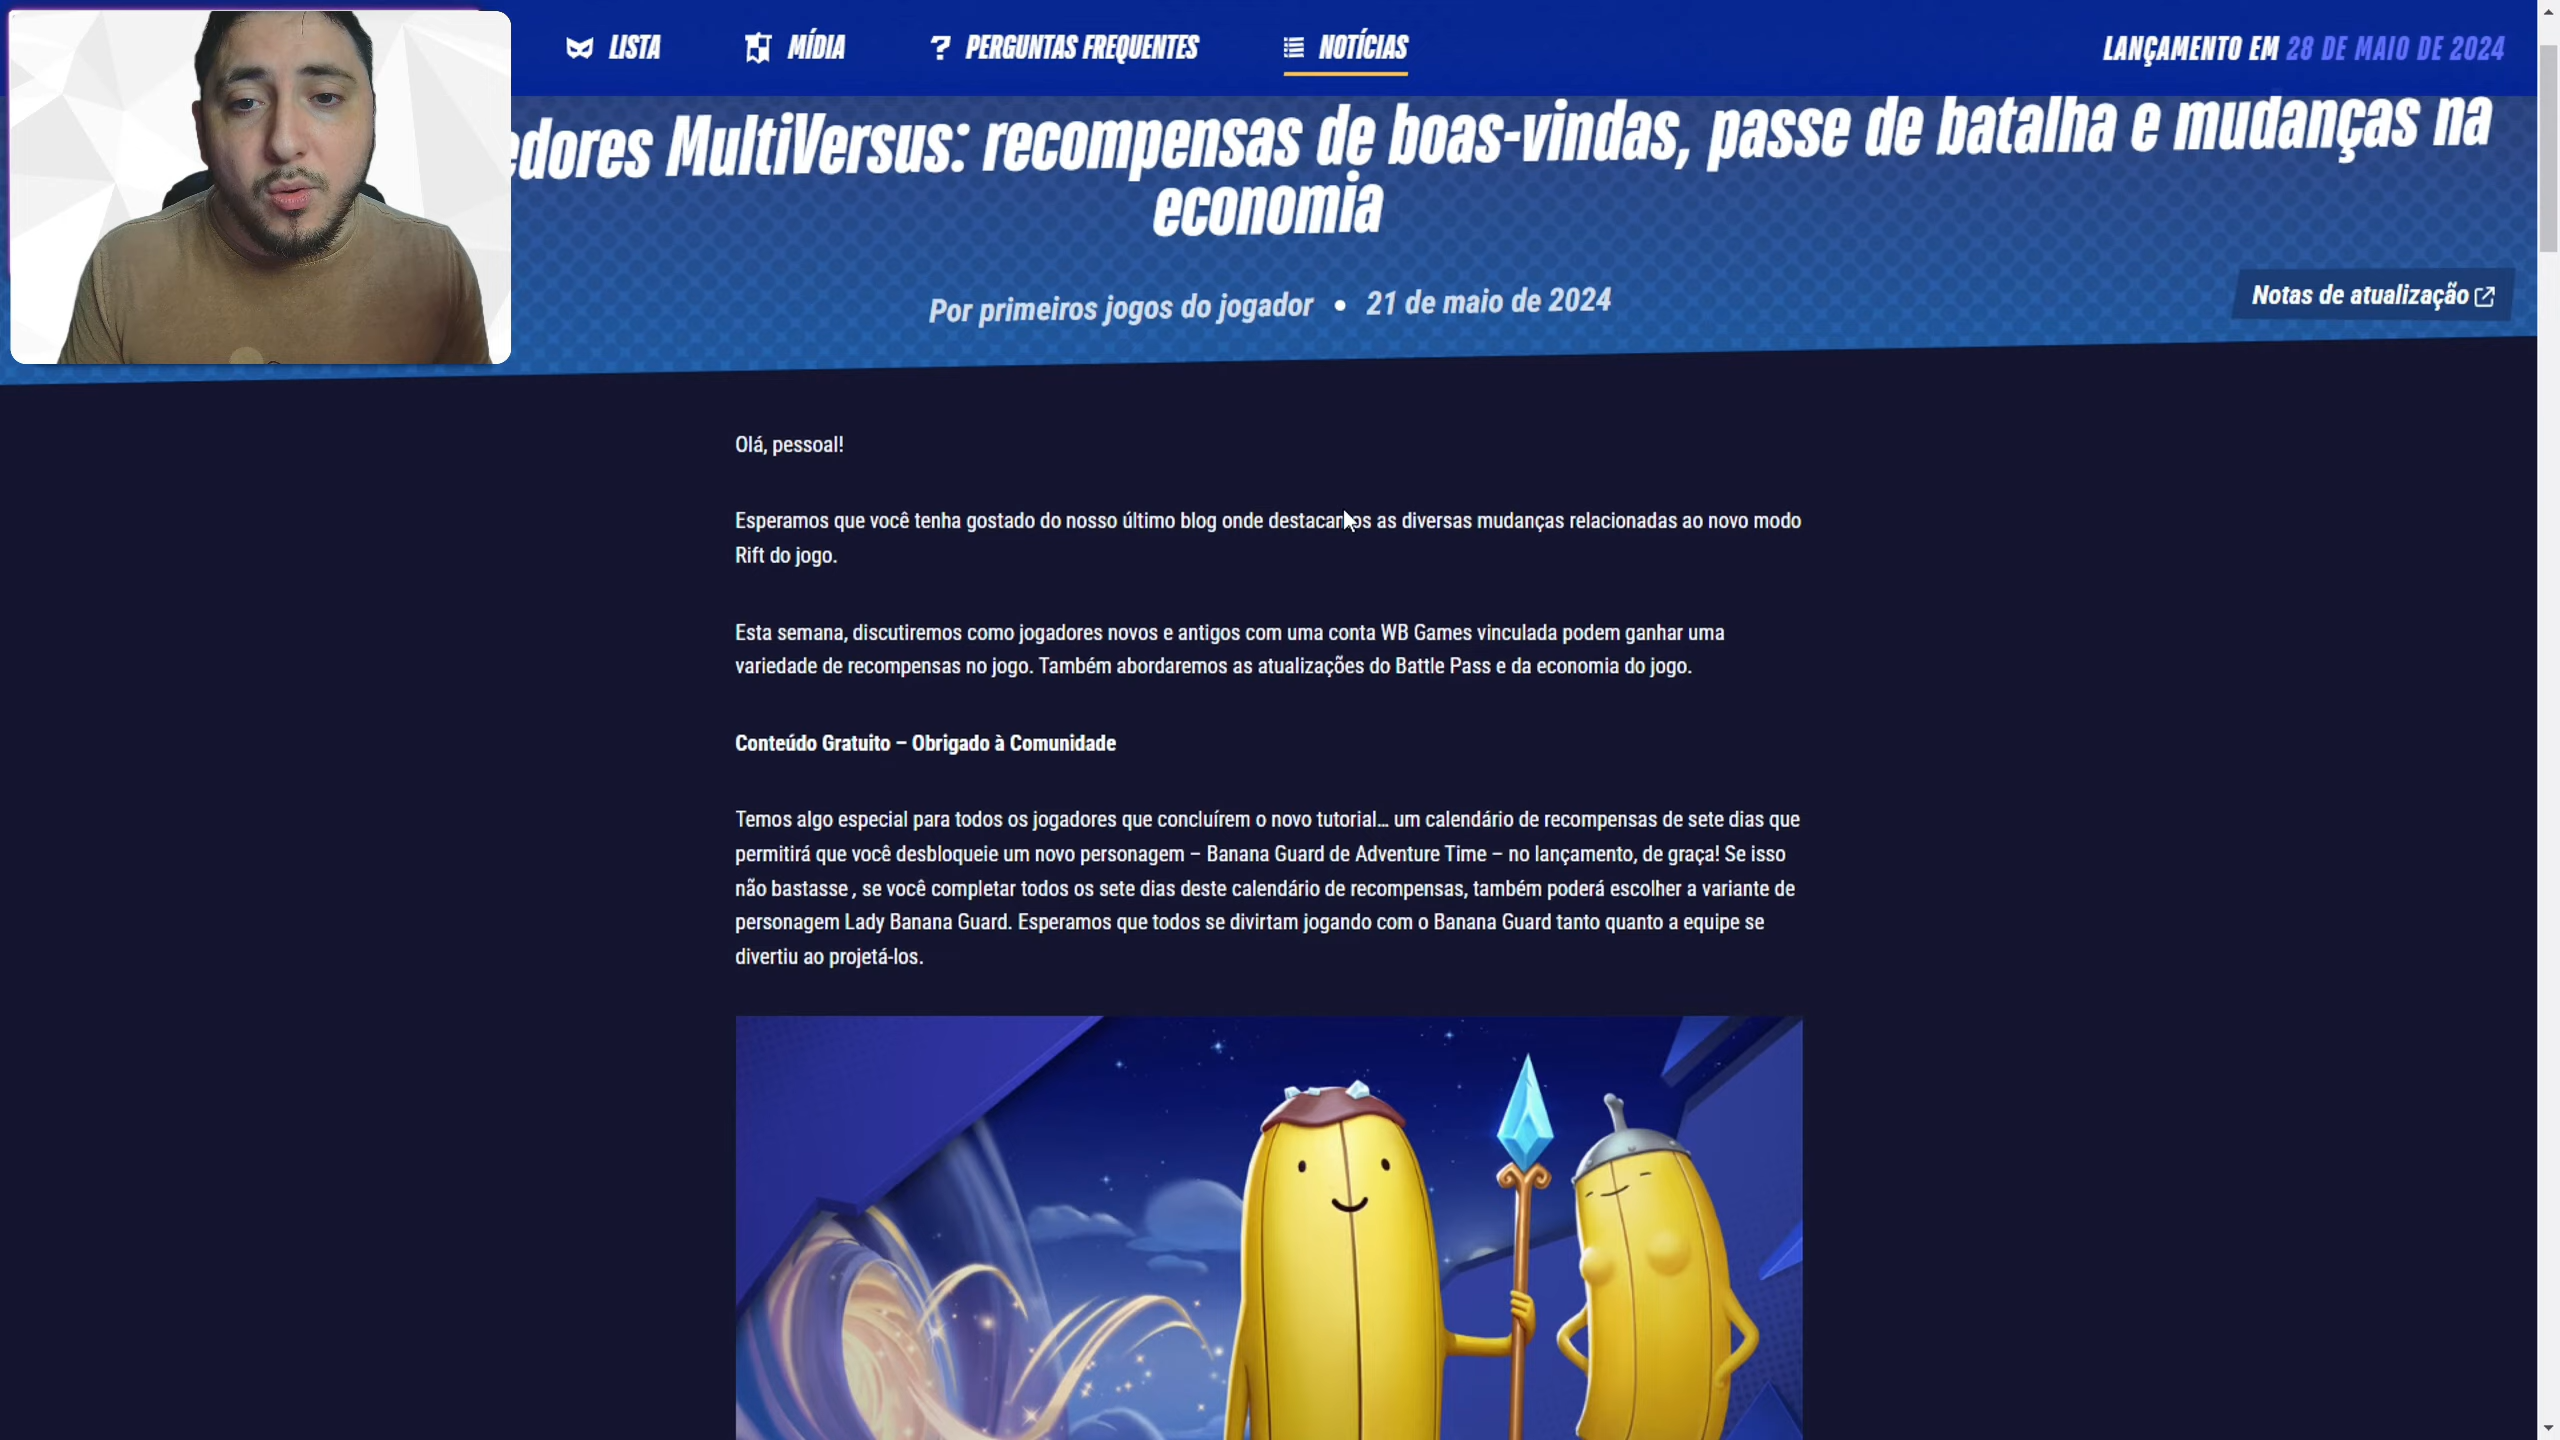 LISTA
MÍDIA
PERGUNTAS FREQUENTES
NOTÍCIAS
LANÇAMENTO EM 28 DE MAIO DE 2024
edores MultiVersus: recompensas de boas-vindas, passe de batalha e mudanças na
economia
Por primeiros jogos do jogador • 21 de maio de 2024
Notas de atualização
Olá, pessoal!
Esperamos que você tenha gostado do nosso último blog onde destacamos as diversas mudanças relacionadas ao novo modo
Rift do jogo.
Esta semana, discutiremos como jogadores novos e antigos com uma conta WB Games vinculada podem ganhar uma
variedade de recompensas no jogo. Também abordaremos as atualizações do Battle Pass e da economia do jogo.
Conteúdo Gratuito – Obrigado à Comunidade
Temos algo especial para todos os jogadores que concluírem o novo tutorial... um calendário de recompensas de sete dias que
permitirá que você desbloqueie um novo personagem – Banana Guard de Adventure Time – no lançamento, de graça! Se isso
não bastasse , se você completar todos os sete dias deste calendário de recompensas, também poderá escolher a variante de
personagem Lady Banana Guard. Esperamos que todos se divirtam jogando com o Banana Guard tanto quanto a equipe se
divertiu ao projetá-los.